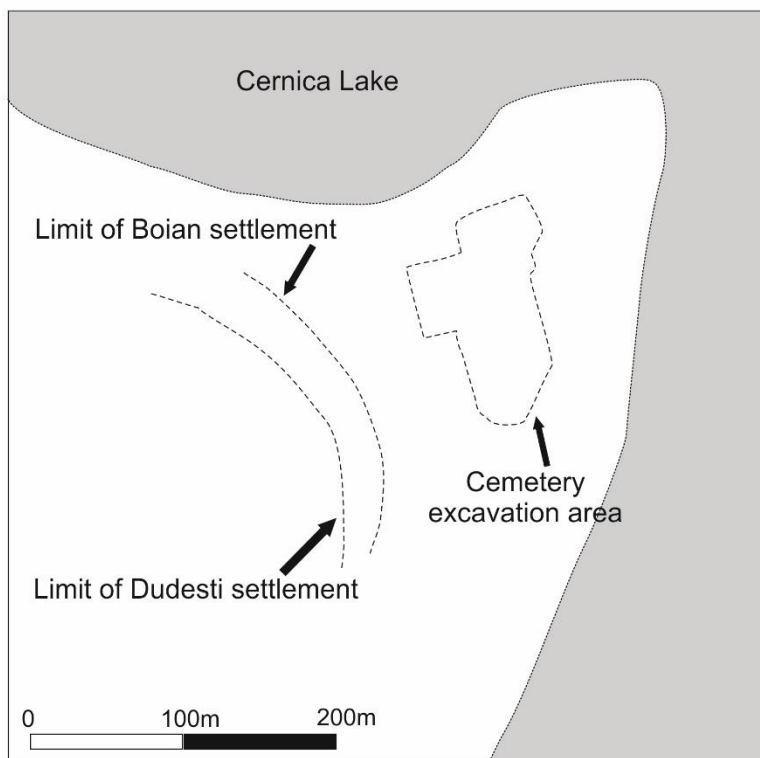 Cernica Lake
Limit of Boian settlement
Cemetery
excavation area
Limit of Dudesti settlement
0 100m 200m